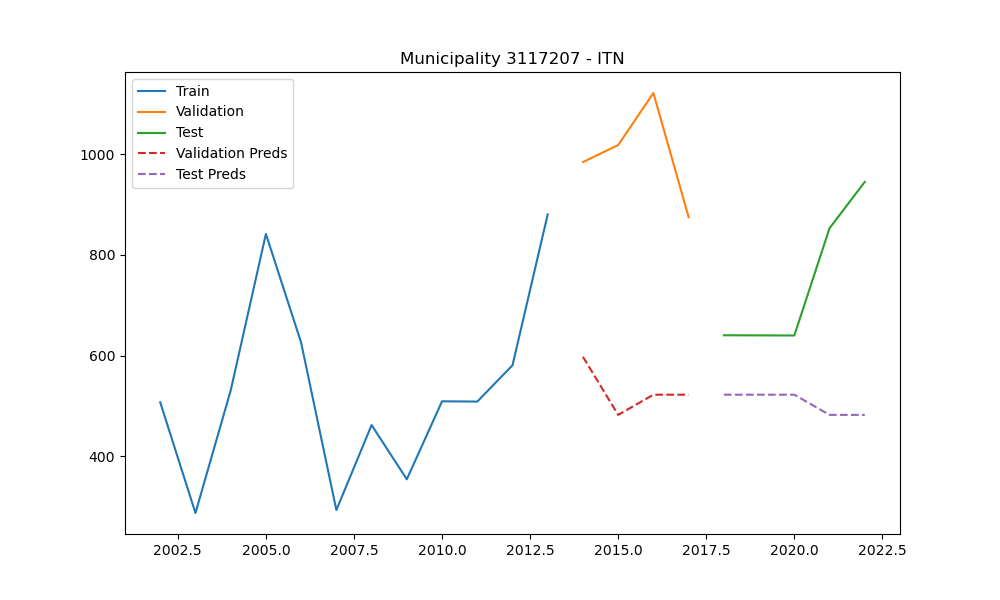 Municipality 3117207 - ITN
Train
Validation
Test
Validation Preds
Test Preds
1000
800
600
400
2002.5 2005.0 2007.5 2010.0 2012.5 2015.0 2017.5 2020.0 2022.5